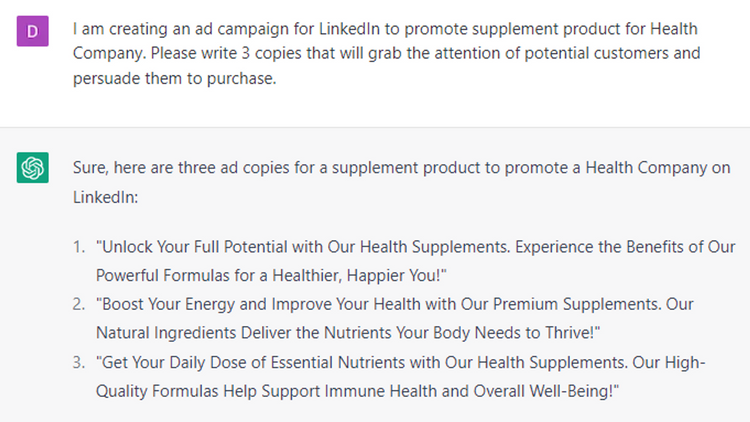 D
I am creating an ad campaign for LinkedIn to promote supplement product for Health
Company. Please write 3 copies that will grab the attention of potential customers and
persuade them to purchase.
Sure, here are three ad copies for a supplement product to promote a Health Company on
LinkedIn:
1. "Unlock Your Full Potential with Our Health Supplements. Experience the Benefits of Our
Powerful Formulas for a Healthier, Happier You!"
2. "Boost Your Energy and Improve Your Health with Our Premium Supplements. Our
Natural Ingredients Deliver the Nutrients Your Body Needs to Thrive!"
3. "Get Your Daily Dose of Essential Nutrients with Our Health Supplements. Our High-
Quality Formulas Help Support Immune Health and Overall Well-Being!"